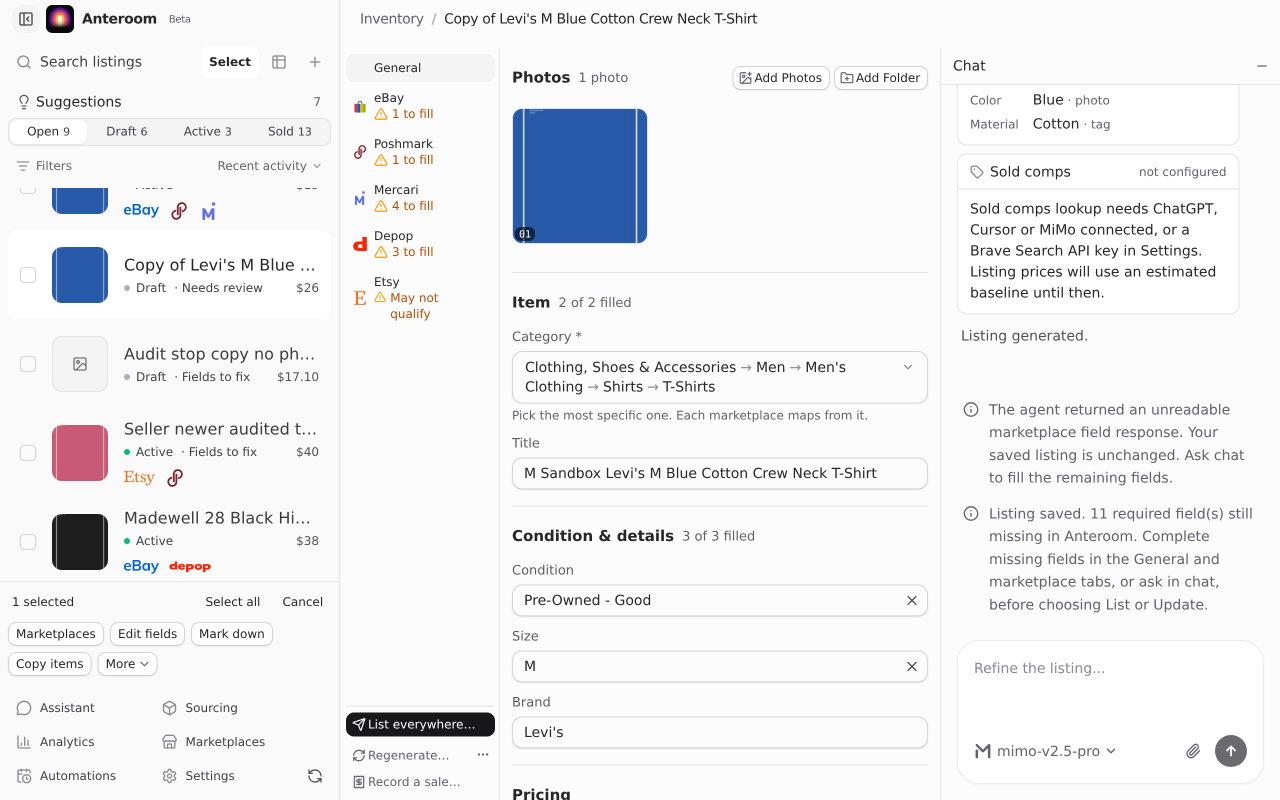 Anteroom Beta
Search listings
Select
Suggestions 7
Open 9
Draft 6
Active 3
Sold 13
Filters
Recent activity
eBay
Copy of Levi's M Blue ...
Draft · Needs review $26
Audit stop copy no ph...
Draft · Fields to fix $17.10
Seller newer audited t...
Active · Fields to fix $40
Etsy
Madewell 28 Black Hi...
Active $38
eBay depop
1 selected
Select all
Cancel
Marketplaces
Edit fields
Mark down
Copy items
More
Assistant
Sourcing
Analytics
Marketplaces
Automations
Settings
Inventory / Copy of Levi's M Blue Cotton Crew Neck T-Shirt
General
eBay
1 to fill
Poshmark
1 to fill
Mercari
4 to fill
Depop
3 to fill
Etsy
May not
qualify
List everywhere...
Regenerate...
Record a sale...
Photos 1 photo
Add Photos
Add Folder
01
Item 2 of 2 filled
Category *
Clothing, Shoes & Accessories → Men → Men's
Clothing → Shirts → T-Shirts
Pick the most specific one. Each marketplace maps from it.
Title
M Sandbox Levi's M Blue Cotton Crew Neck T-Shirt
Condition & details 3 of 3 filled
Condition
Pre-Owned - Good
Size
M
Brand
Levi's
Pricing
Chat
Color Blue · photo
Material Cotton · tag
Sold comps not configured
Sold comps lookup needs ChatGPT,
Cursor or MiMo connected, or a
Brave Search API key in Settings.
Listing prices will use an estimated
baseline until then.
Listing generated.
The agent returned an unreadable
marketplace field response. Your
saved listing is unchanged. Ask chat
to fill the remaining fields.
Listing saved. 11 required field(s) still
missing in Anteroom. Complete
missing fields in the General and
marketplace tabs, or ask in chat,
before choosing List or Update.
Refine the listing...
mimo-v2.5-pro